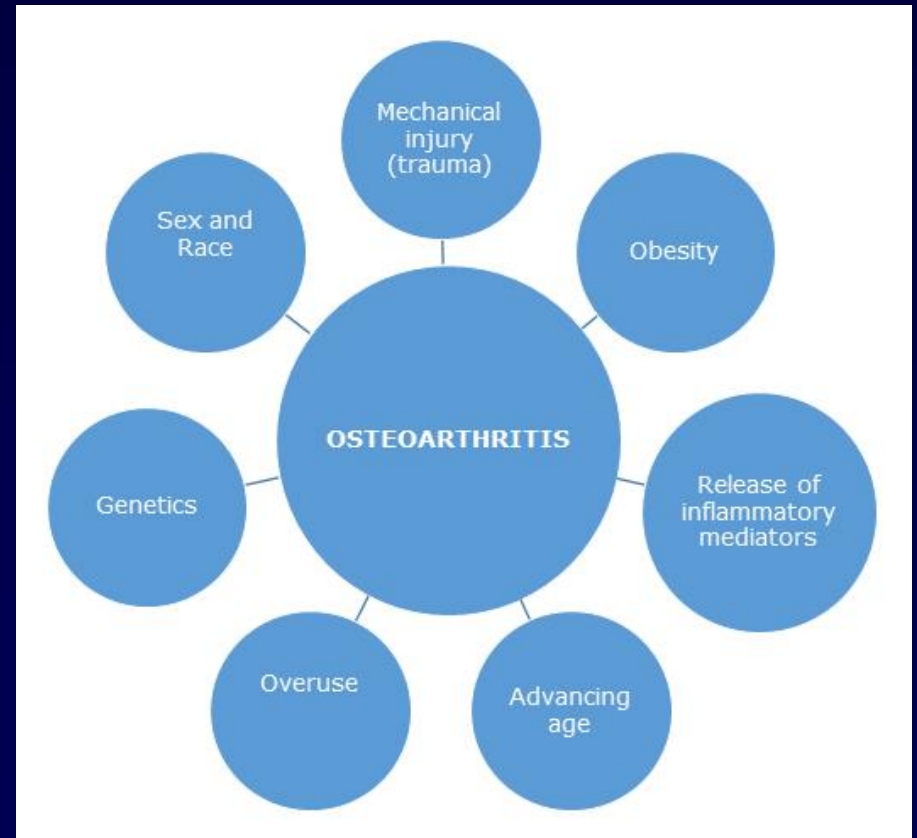 Mechanical
injury
(trauma)
Obesity
Release of
inflammatory
mediators
Advancing
age
Overuse
Genetics
Sex and
Race
OSTEOARTHRITIS